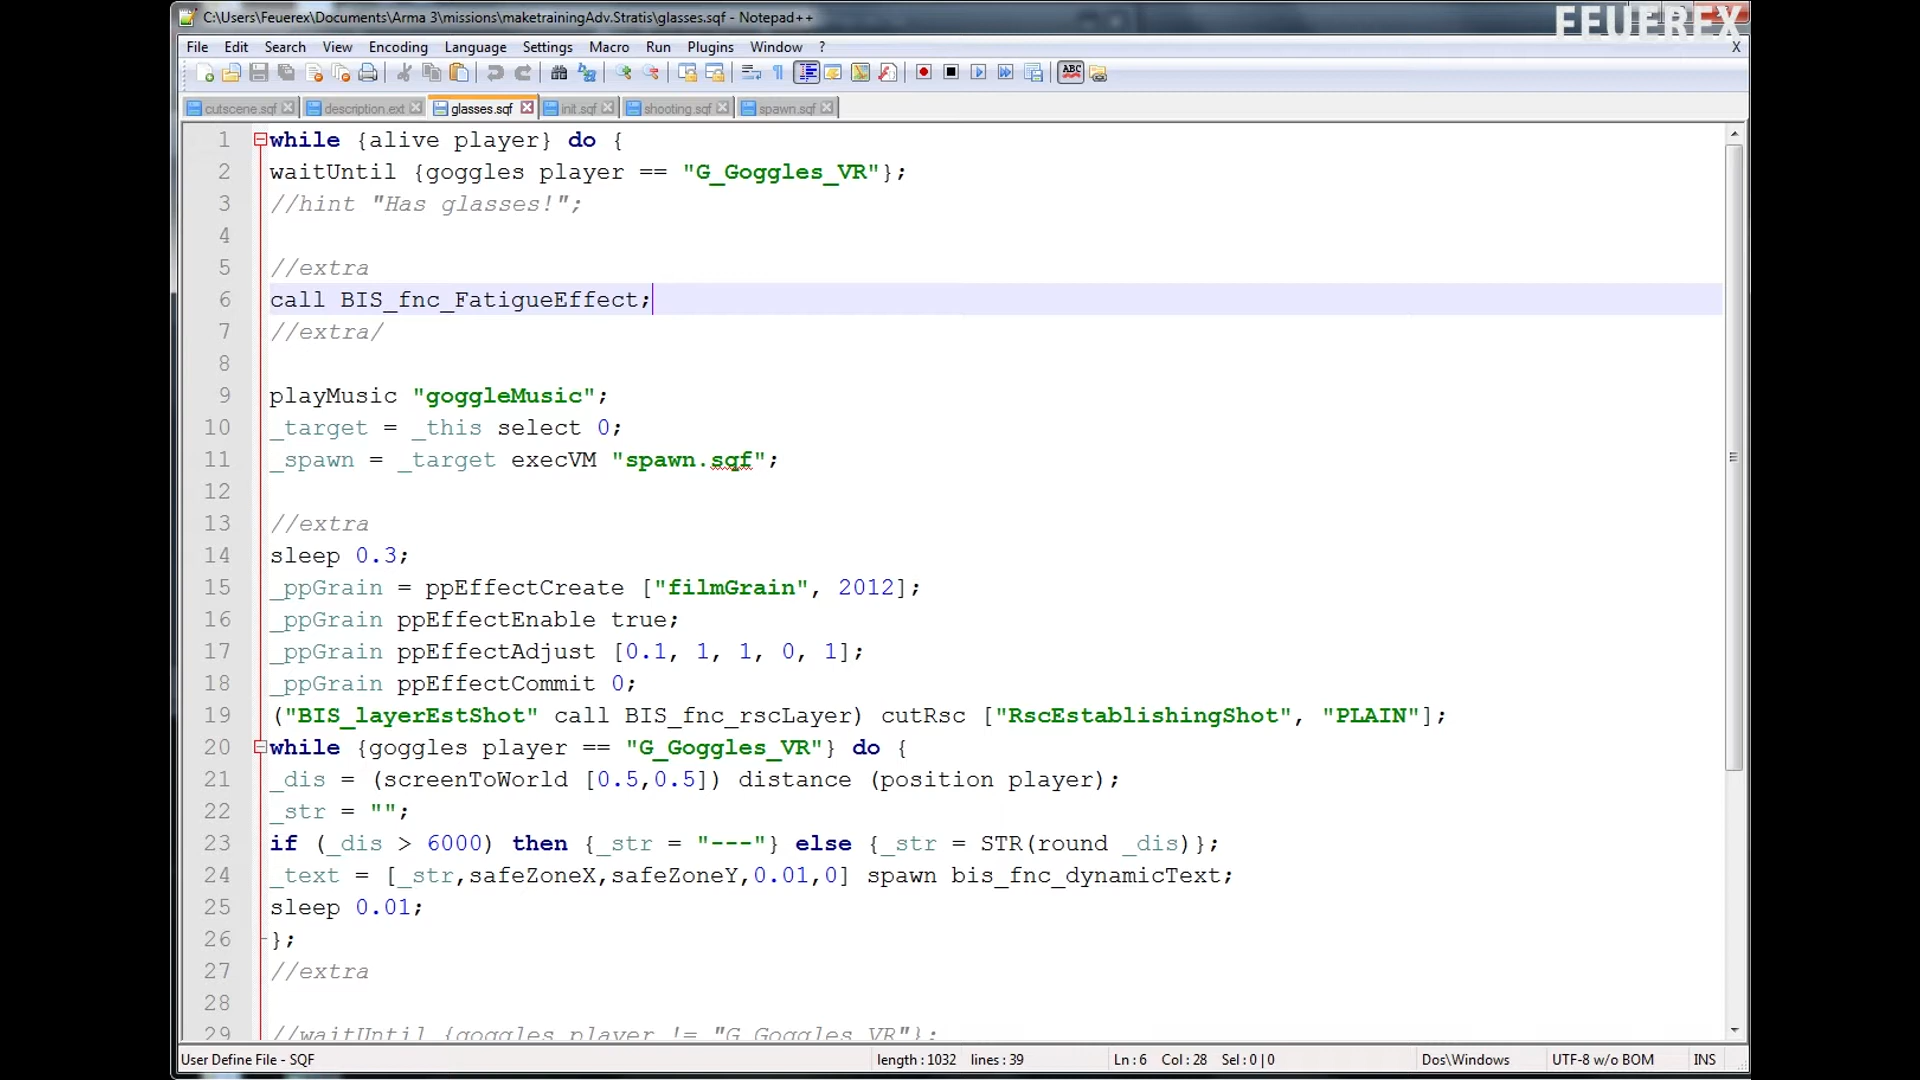 C:\Users\Feuerex\Documents\Arma 3\missions\maketrainingAdv.Stratis\glasses.sqf - Notepad++
FEUEREX
File Edit Search View Encoding Language Settings Macro Run Plugins Window ? X
ABC
cutscene.sqf description.ext glasses.sqf init.sqf shooting.sqf spawn.sqf
1 while {alive player} do {
2 waitUntil {goggles player == "G_Goggles_VR"};
3 //hint "Has glasses!";
4
5 //extra
6 call BIS_fnc_FatigueEffect;
7 //extra/
8
9 playMusic "goggleMusic";
10 _target = _this select 0;
11 _spawn = _target execVM "spawn.sqf";
12
13 //extra
14 sleep 0.3;
15 _ppGrain = ppEffectCreate ["filmGrain", 2012];
16 _ppGrain ppEffectEnable true;
17 _ppGrain ppEffectAdjust [0.1, 1, 1, 0, 1];
18 _ppGrain ppEffectCommit 0;
19 ("BIS_layerEstShot" call BIS_fnc_rscLayer) cutRsc ["RscEstablishingShot", "PLAIN"];
20 while {goggles player == "G_Goggles_VR"} do {
21 _dis = (screenToWorld [0.5,0.5]) distance (position player);
22 _str = "";
23 if (_dis > 6000) then {_str = "---"} else {_str = STR(round _dis)};
24 _text = [_str,safeZoneX,safeZoneY,0.01,0] spawn bis_fnc_dynamicText;
25 sleep 0.01;
26 };
27 //extra
28
29 //waitUntil {goggles player != "G_Goggles_VR"};
User Define File - SQF length : 1032 lines : 39 Ln : 6 Col : 28 Sel : 0 | 0 Dos\Windows UTF-8 w/o BOM INS